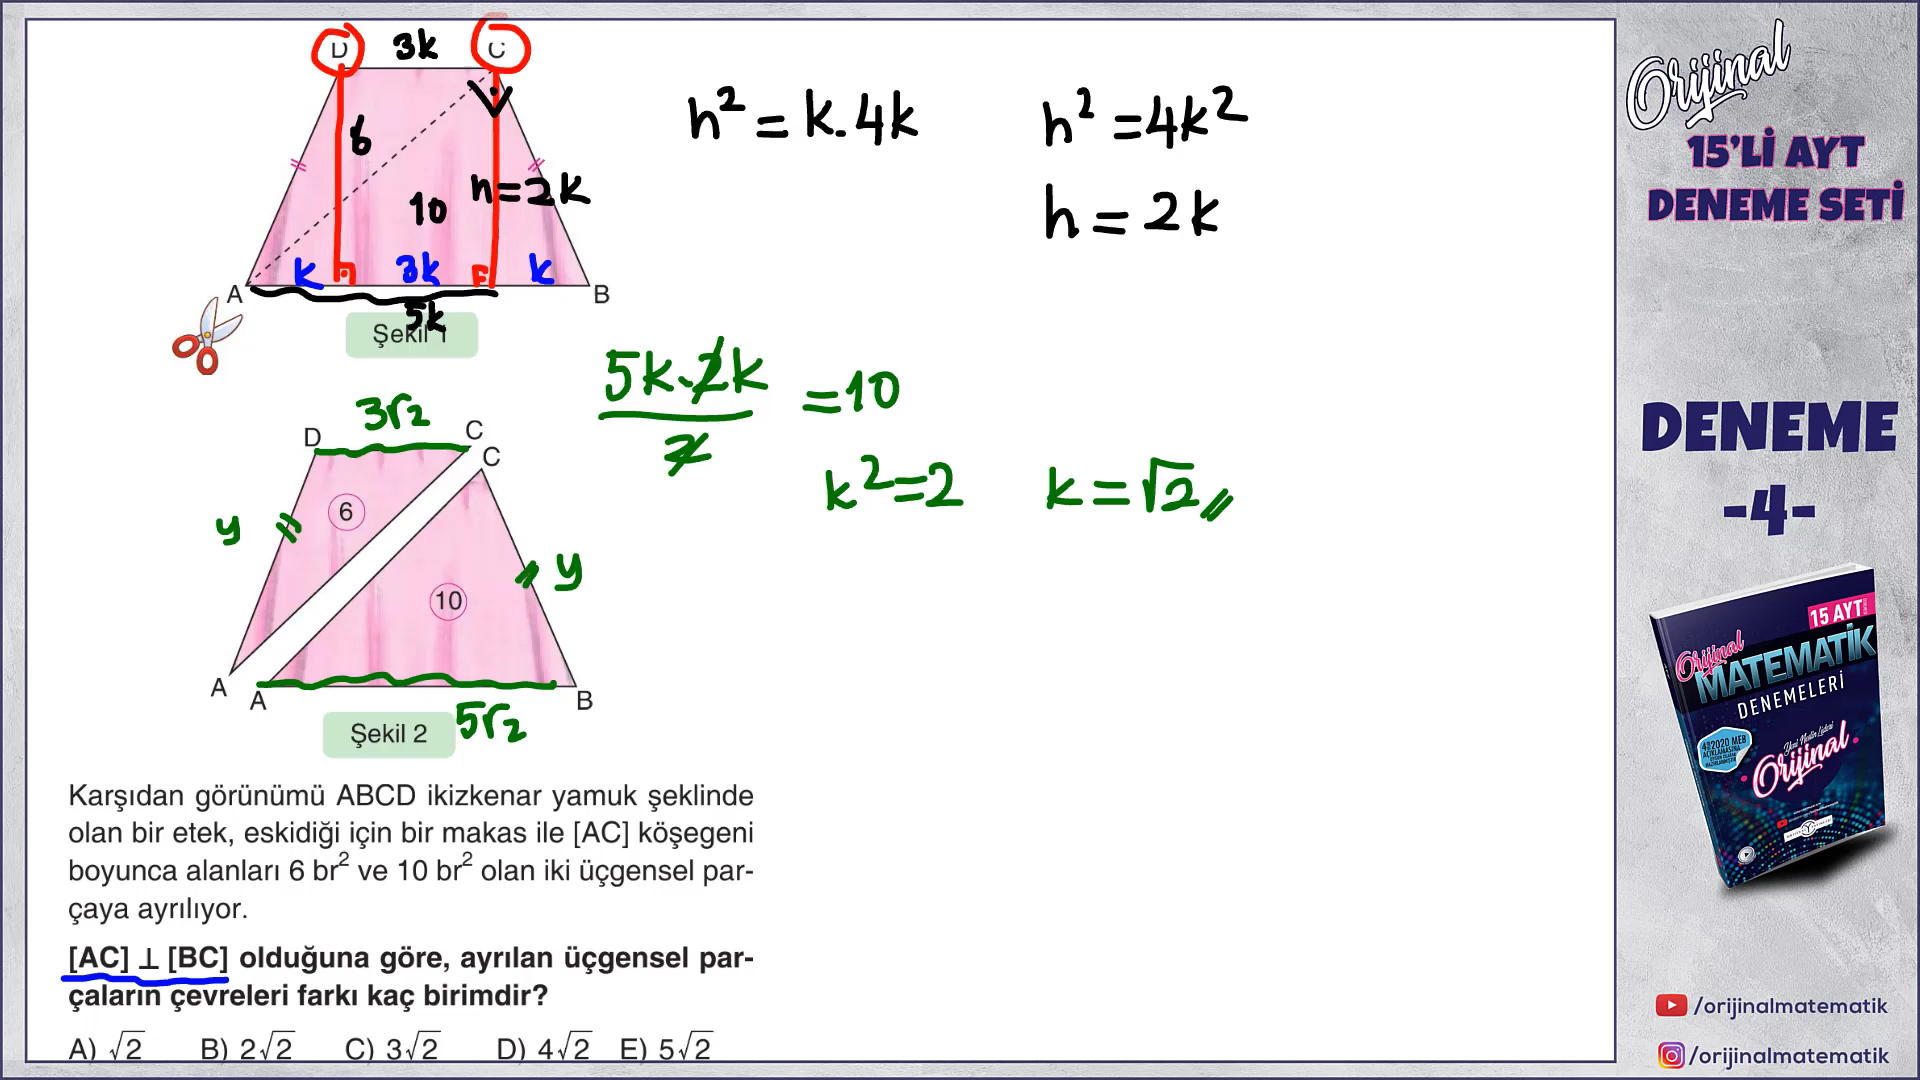 D 3k C
6
h=2k
10
k 3k k
A B
5k
Şekil 1
h²=k.4k
h²=4k²
h=2k
5k.2k
2
=10
k²=2 k=√2
3√2
D C
C
6
y
y
10
A A B
5√2
Şekil 2
Karşıdan görünümü ABCD ikizkenar yamuk şeklinde
olan bir etek, eskidiği için bir makas ile [AC] köşegeni
boyunca alanları 6 br² ve 10 br² olan iki üçgensel par-
çaya ayrılıyor.
[AC] ⊥ [BC] olduğuna göre, ayrılan üçgensel par-
çaların çevreleri farkı kaç birimdir?
A) √2 B) 2√2 C) 3√2 D) 4√2 E) 5√2
Orijinal
15'Lİ AYT
DENEME SETİ
DENEME
-4-
15 AYT
Orijinal
MATEMATİK
DENEMELERİ
Orijinal
/orijinalmatematik
/orijinalmatematik